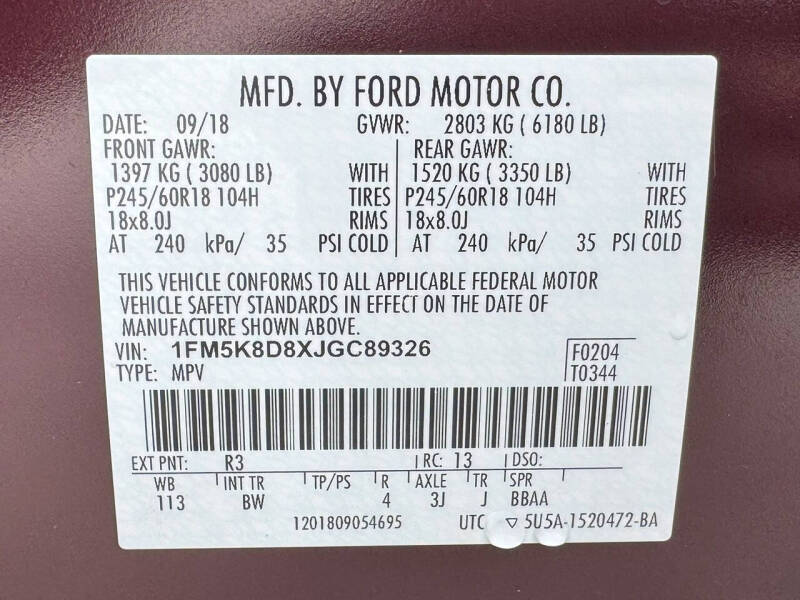 MFD. BY FORD MOTOR CO.
DATE: 09/18 GVWR: 2803 KG ( 6180 LB)
FRONT GAWR: REAR GAWR:
1397 KG ( 3080 LB) WITH 1520 KG ( 3350 LB) WITH
P245/60R18 104H TIRES P245/60R18 104H TIRES
18x8.0J RIMS 18x8.0J RIMS
AT 240 kPa/ 35 PSI COLD AT 240 kPa/ 35 PSI COLD
THIS VEHICLE CONFORMS TO ALL APPLICABLE FEDERAL MOTOR
VEHICLE SAFETY STANDARDS IN EFFECT ON THE DATE OF
MANUFACTURE SHOWN ABOVE.
VIN: 1FM5K8D8XJGC89326 F0204
TYPE: MPV T0344
EXT PNT: R3 RC: 13 DSO:
WB INT TR TP/PS R AXLE TR SPR
113 BW 4 3J J BBAA
1201809054695 UTC ▽ 5U5A-1520472-BA